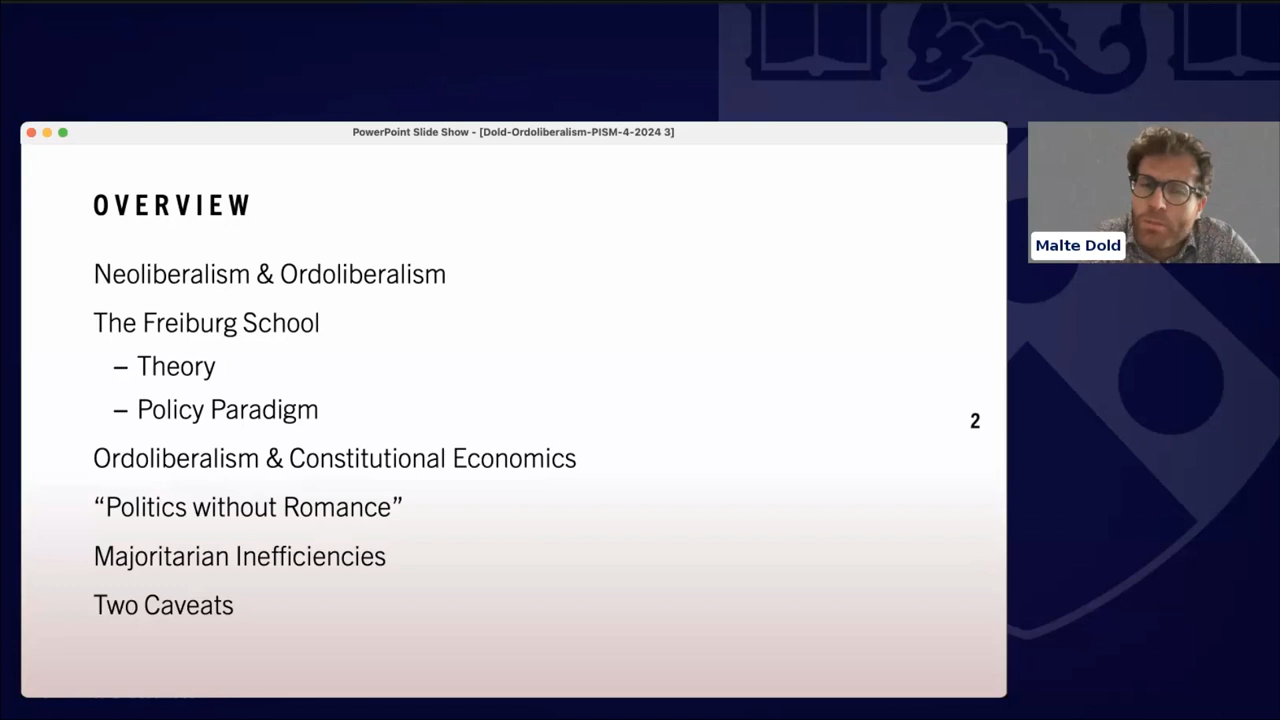 PowerPoint Slide Show - [Dold-Ordoliberalism-PISM-4-2024 3]
OVERVIEW
Neoliberalism & Ordoliberalism
The Freiburg School
– Theory
– Policy Paradigm
Ordoliberalism & Constitutional Economics
“Politics without Romance”
Majoritarian Inefficiencies
Two Caveats
2
Malte Dold